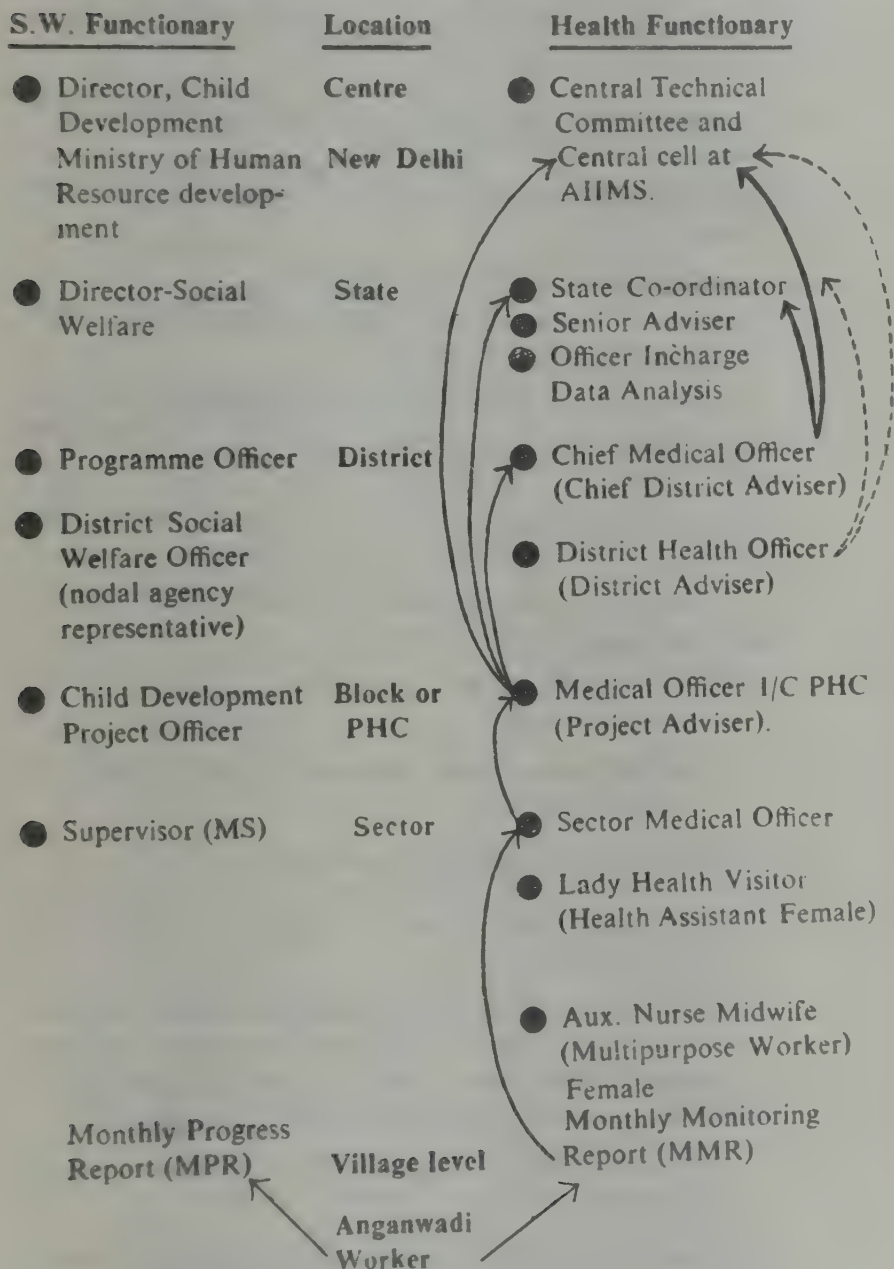 S.W. Functionary Location Health Functionary
Director, Child Centre Central Technical
Development Committee and
Ministry of Human New Delhi Central cell at
Resource develop- AIIMS.
ment
Director-Social State State Co-ordinator
Welfare Senior Adviser
Officer Incharge
Data Analysis
Programme Officer District Chief Medical Officer
(Chief District Adviser)
District Social
Welfare Officer District Health Officer
(nodal agency (District Adviser)
representative)
Child Development Block or Medical Officer I/C PHC
Project Officer PHC (Project Adviser).
Supervisor (MS) Sector Sector Medical Officer
Lady Health Visitor
(Health Assistant Female)
Aux. Nurse Midwife
(Multipurpose Worker)
Female
Monthly Progress Monthly Monitoring
Report (MPR) Village level Report (MMR)
Anganwadi
Worker